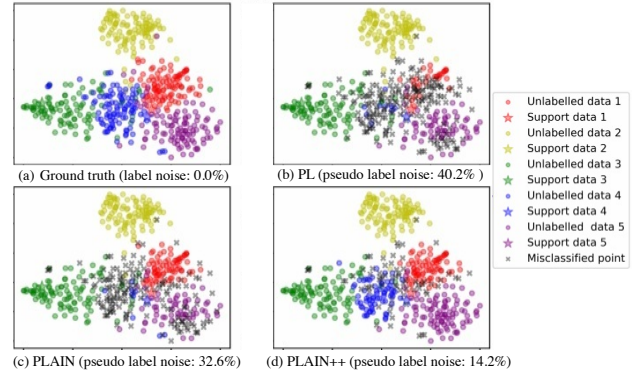 (a) Ground truth (label noise: 0.0%)
(b) PL (pseudo label noise: 40.2% )
Unlabelled data 1
Support data 1
Unlabelled data 2
Support data 2
Unlabelled data 3
Support data 3
Unlabelled data 4
Support data 4
Unlabelled  data 5
Support data 5
Misclassified point
(c) PLAIN (pseudo label noise: 32.6%)
(d) PLAIN++ (pseudo label noise: 14.2%)